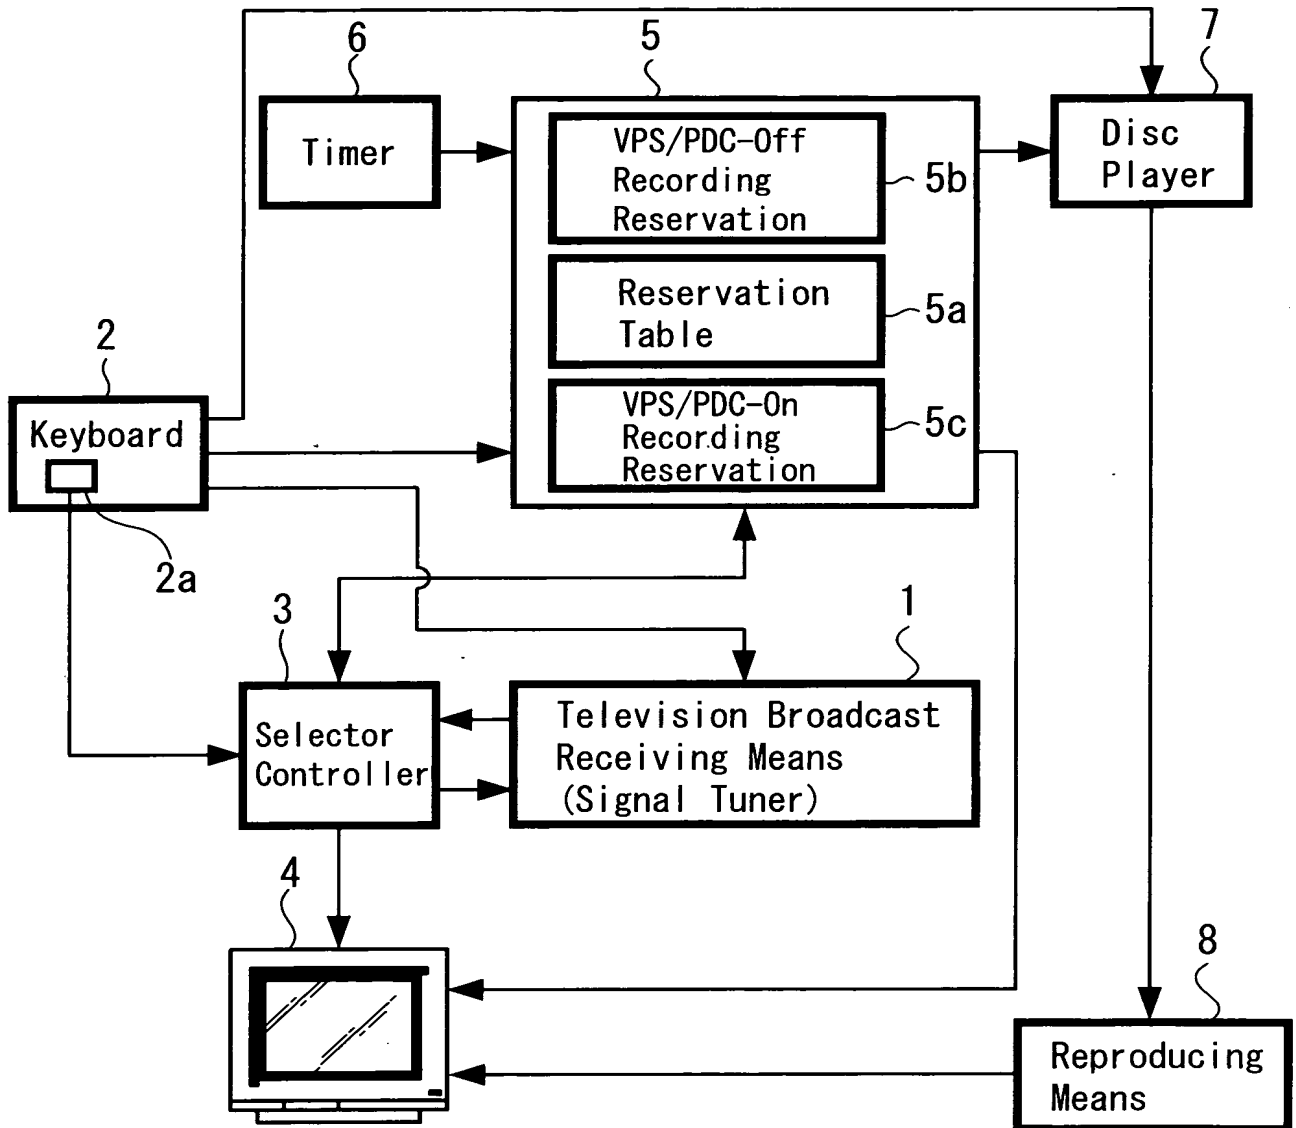 6
5
7
Timer
VPS/PDC-Off
Recording
Reservation
5b
Disc
Player
Reservation
Table
5a
2
Keyboard
VPS/PDC-On
Recording
Reservation
5c
2a
3
1
Selector
Controller
Television Broadcast
Receiving Means
(Signal Tuner)
4
8
Reproducing
Means